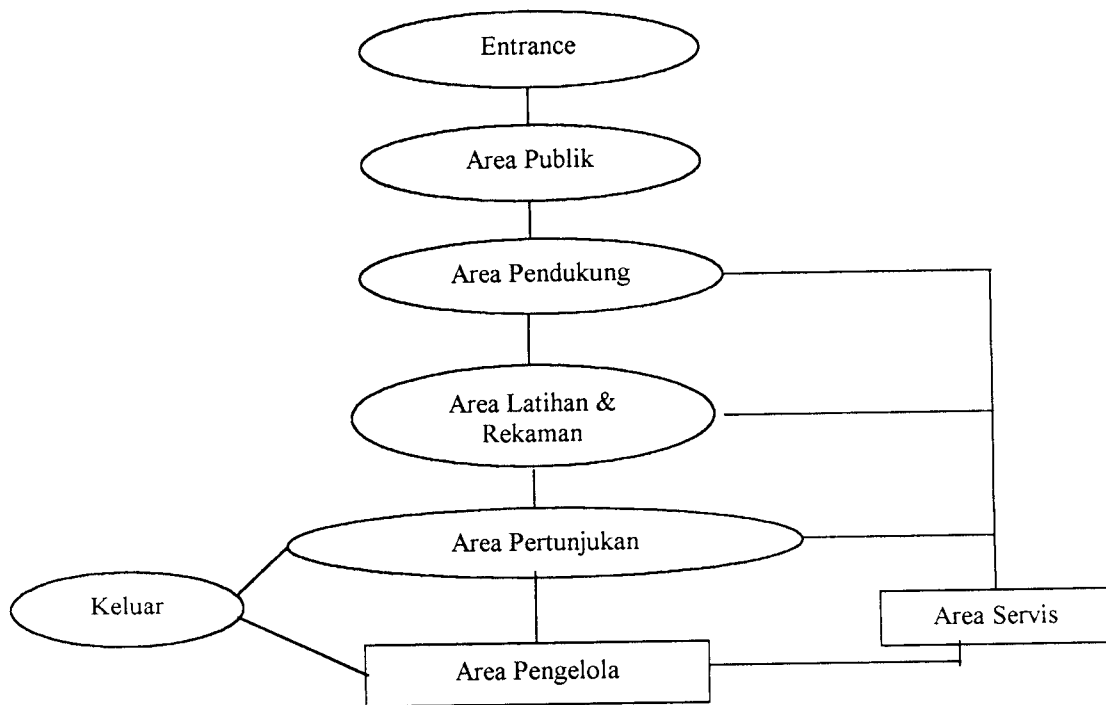 Entrance
Area Publik
Area Pendukung
Area Latihan &
Rekaman
Area Pertunjukan
Keluar
Area Servis
Area Pengelola